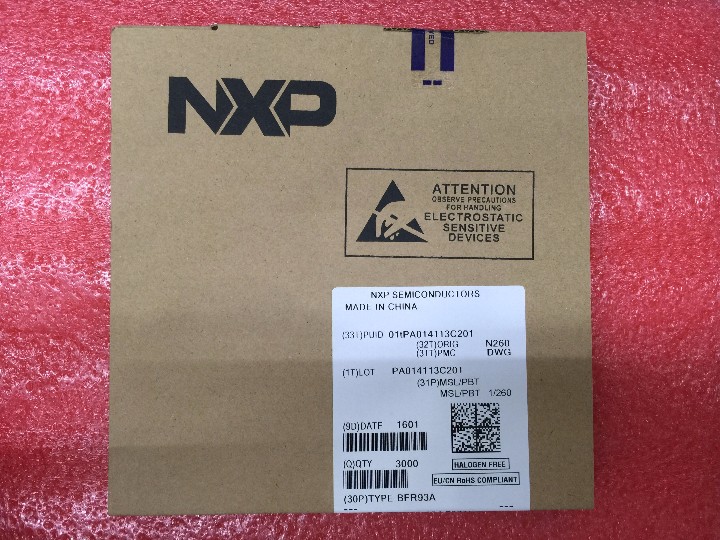 NXP
ATTENTION
OBSERVE PRECAUTIONS
FOR HANDLING
ELECTROSTATIC
SENSITIVE
DEVICES
NXP SEMICONDUCTORS
MADE IN CHINA
(33T)PUID 01tPA014113C201
(32T)ORIG N260
(31T)PMC DWG
(1T)LOT PA014113C201
(31P)MSL/PBT
MSL/PBT 1/260
(9D)DATE 1601
(Q)QTY 3000
HALOGEN FREE
EU/CN RoHS COMPLIANT
(30P)TYPE BFR93A